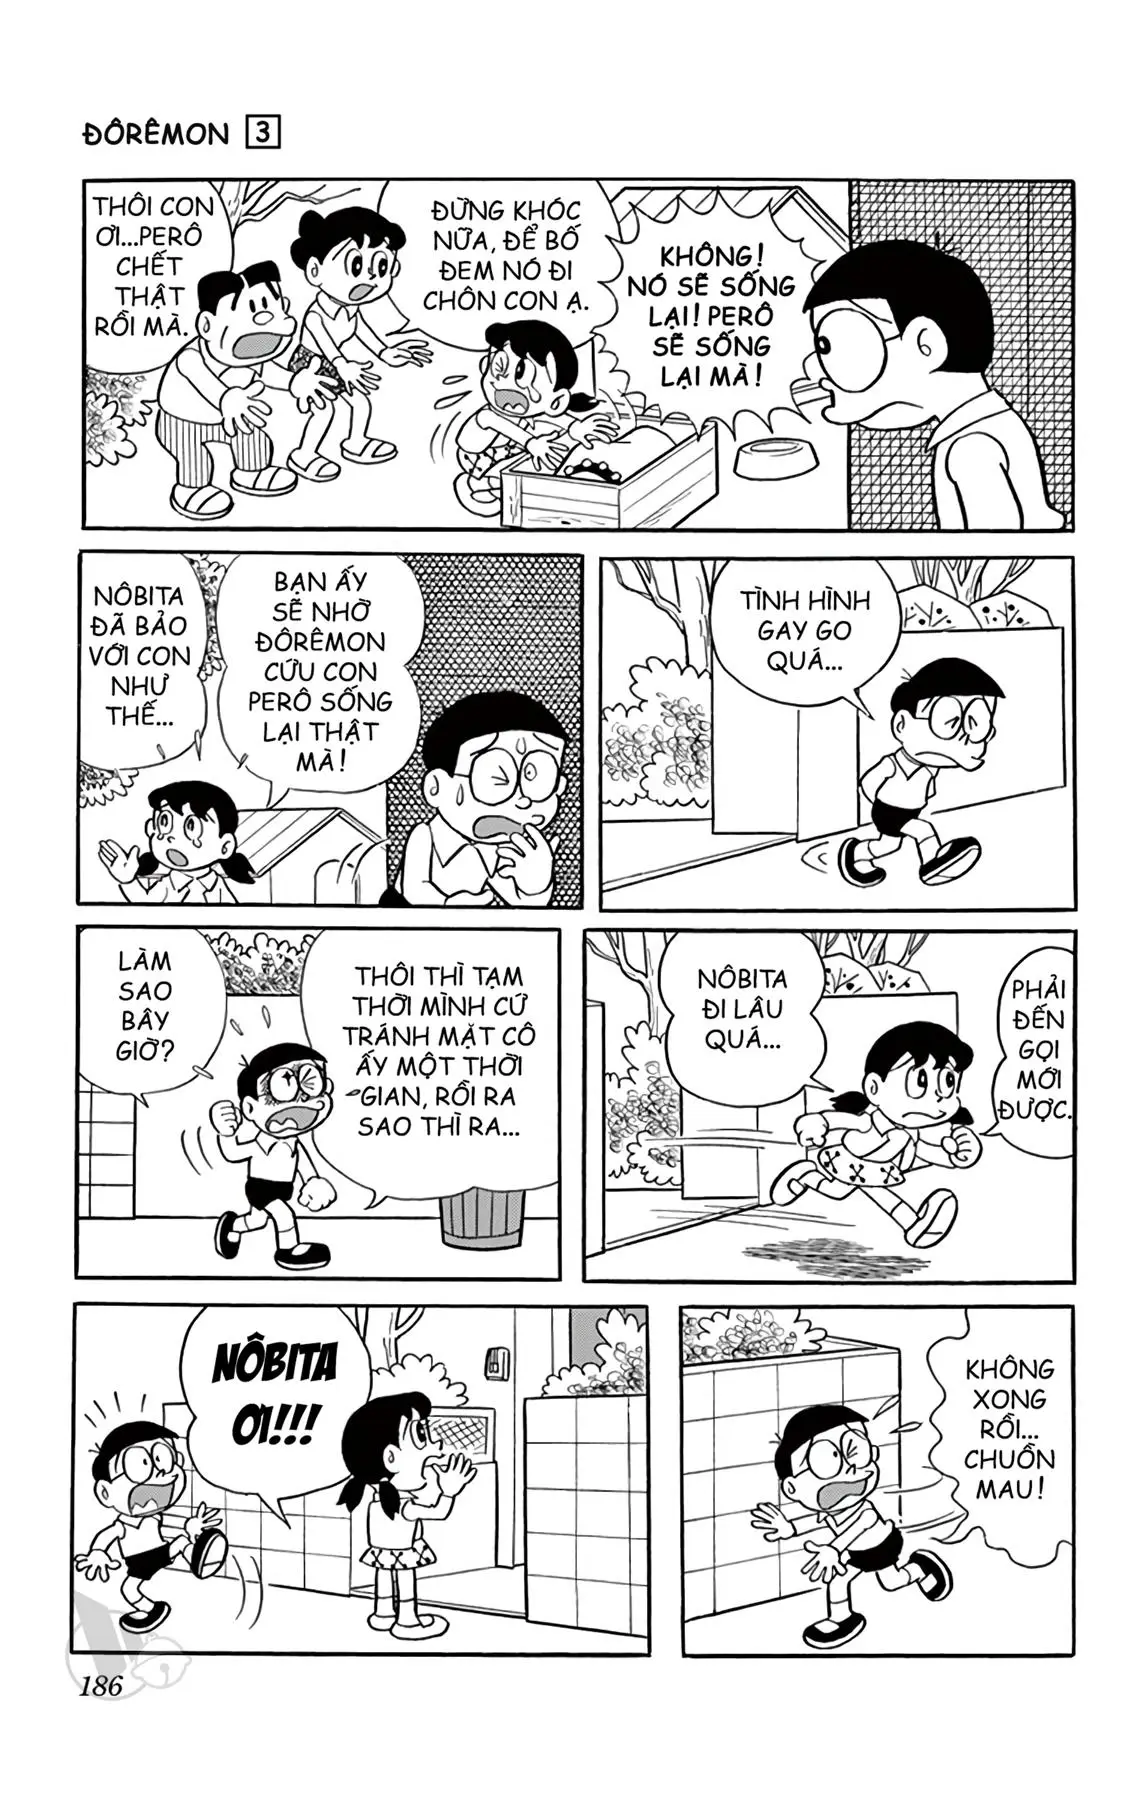 ĐÔRÊMON 3
THÔI CON
ƠI...PERÔ
CHẾT
THẬT
RỒI MÀ.
ĐỪNG KHÓC
NỮA, ĐỂ BỐ
ĐEM NÓ ĐI
CHÔN CON Ạ.
KHÔNG!
NÓ SẼ SỐNG
LẠI! PERÔ
SẼ SỐNG
LẠI MÀ!
NÔBITA
ĐÃ BẢO
VỚI CON
NHƯ
THẾ...
BẠN ẤY
SẼ NHỜ
ĐÔRÊMON
CỨU CON
PERÔ SỐNG
LẠI THẬT
MÀ!
TÌNH HÌNH
GAY GO
QUÁ...
LÀM
SAO
BÂY
GIỜ?
THÔI THÌ TẠM
THỜI MÌNH CỨ
TRÁNH MẶT CÔ
ẤY MỘT THỜI
GIAN, RỒI RA
SAO THÌ RA...
NÔBITA
ĐI LÂU
QUÁ...
PHẢI
ĐẾN
GỌI
MỚI
ĐƯỢC.
NÔBITA
ƠI!!!
KHÔNG
XONG
RỒI...
CHUỒN
MAU!
186